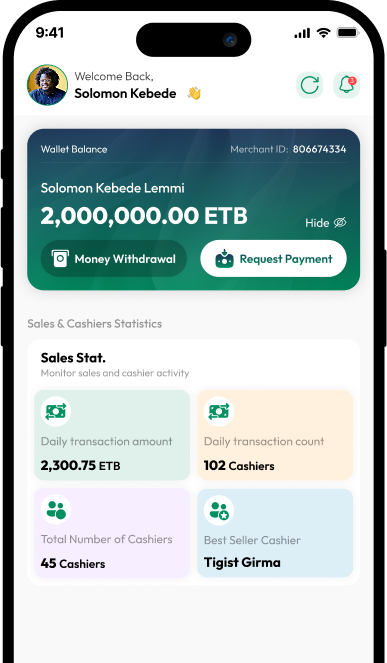 9:41
Welcome Back,
Solomon Kebede 👋
3
Wallet Balance
Merchant ID: 806674334
Solomon Kebede Lemmi
2,000,000.00 ETB
Hide
Money Withdrawal
Request Payment
Sales & Cashiers Statistics
Sales Stat.
Monitor sales and cashier activity
Daily transaction amount
2,300.75 ETB
Daily transaction count
102 Cashiers
Total Number of Cashiers
45 Cashiers
Best Seller Cashier
Tigist Girma